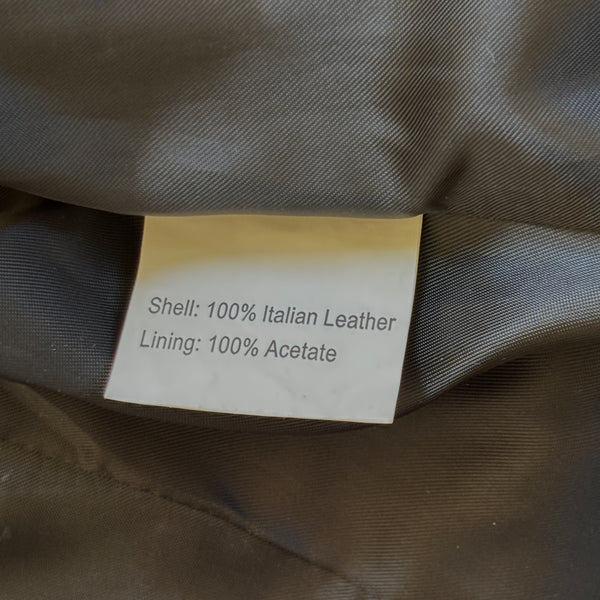 Shell: 100% Italian Leather
Lining: 100% Acetate